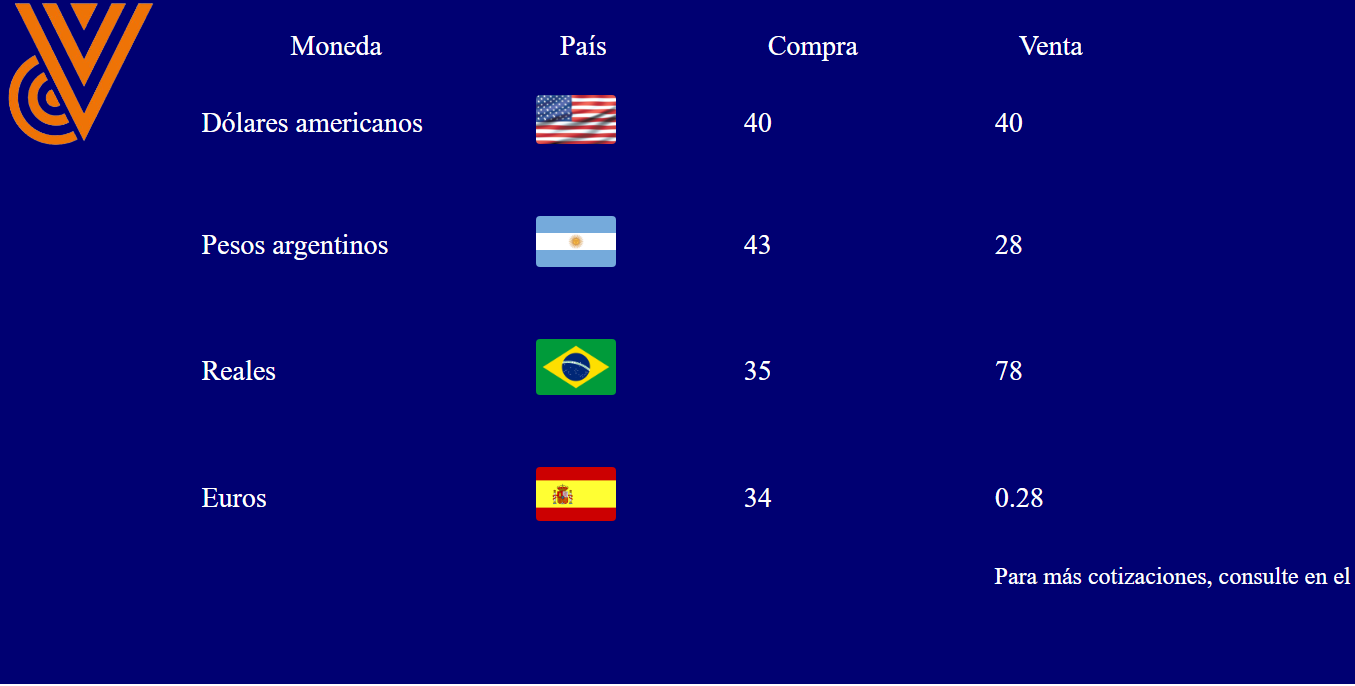 Moneda País Compra Venta
Dólares americanos 40 40
Pesos argentinos 43 28
Reales 35 78
Euros 34 0.28
Para más cotizaciones, consulte en el